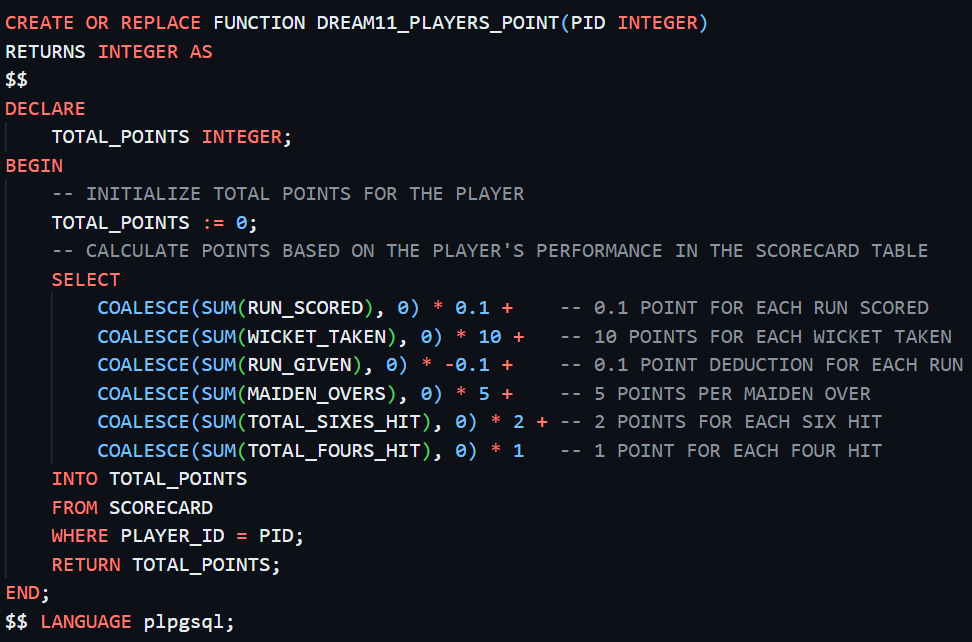 CREATE OR REPLACE FUNCTION DREAM11_PLAYERS_POINT(PID INTEGER)
RETURNS INTEGER AS
$$
DECLARE
    TOTAL_POINTS INTEGER;
BEGIN
    -- INITIALIZE TOTAL POINTS FOR THE PLAYER
    TOTAL_POINTS := 0;
    -- CALCULATE POINTS BASED ON THE PLAYER'S PERFORMANCE IN THE SCORECARD TABLE
    SELECT
        COALESCE(SUM(RUN_SCORED), 0) * 0.1 +    -- 0.1 POINT FOR EACH RUN SCORED
        COALESCE(SUM(WICKET_TAKEN), 0) * 10 +   -- 10 POINTS FOR EACH WICKET TAKEN
        COALESCE(SUM(RUN_GIVEN), 0) * -0.1 +    -- 0.1 POINT DEDUCTION FOR EACH RUN
        COALESCE(SUM(MAIDEN_OVERS), 0) * 5 +    -- 5 POINTS PER MAIDEN OVER
        COALESCE(SUM(TOTAL_SIXES_HIT), 0) * 2 + -- 2 POINTS FOR EACH SIX HIT
        COALESCE(SUM(TOTAL_FOURS_HIT), 0) * 1   -- 1 POINT FOR EACH FOUR HIT
    INTO TOTAL_POINTS
    FROM SCORECARD
    WHERE PLAYER_ID = PID;
    RETURN TOTAL_POINTS;
END;
$$ LANGUAGE plpgsql;